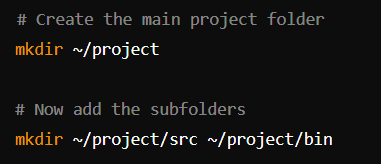 # Create the main project folder
mkdir ~/project
# Now add the subfolders
mkdir ~/project/src ~/project/bin